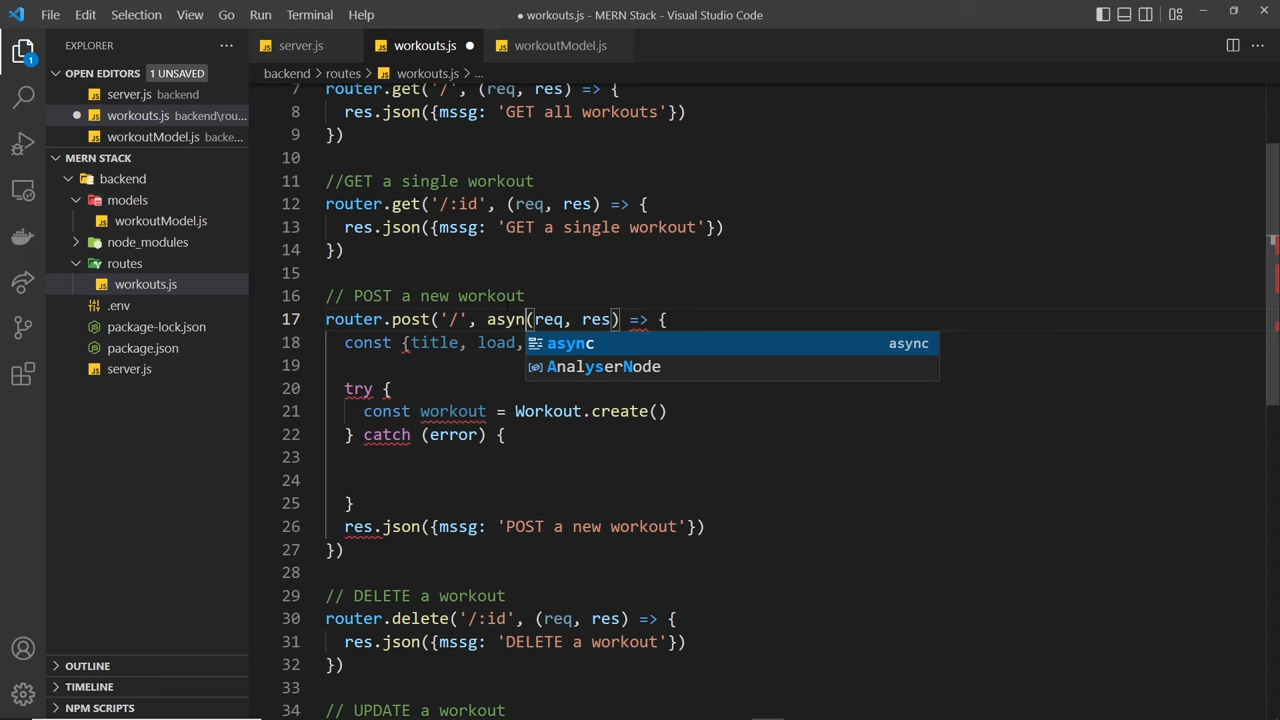 File Edit Selection View Go Run Terminal Help
● workouts.js - MERN Stack - Visual Studio Code
EXPLORER
1
OPEN EDITORS 1 UNSAVED
server.js backend
workouts.js backend\rou...
workoutModel.js backe...
MERN STACK
backend
models
workoutModel.js
node_modules
routes
workouts.js
.env
package-lock.json
package.json
server.js
OUTLINE
TIMELINE
NPM SCRIPTS
server.js workouts.js ● workoutModel.js
backend > routes > workouts.js > ...
7 router.get('/', (req, res) => {
8 res.json({mssg: 'GET all workouts'})
9 })
10
11 //GET a single workout
12 router.get('/:id', (req, res) => {
13 res.json({mssg: 'GET a single workout'})
14 })
15
16 // POST a new workout
17 router.post('/', asyn(req, res) => {
18 const {title, load,
async async
AnalyserNode
19
20 try {
21 const workout = Workout.create()
22 } catch (error) {
23
24
25 }
26 res.json({mssg: 'POST a new workout'})
27 })
28
29 // DELETE a workout
30 router.delete('/:id', (req, res) => {
31 res.json({mssg: 'DELETE a workout'})
32 })
33
34 // UPDATE a workout